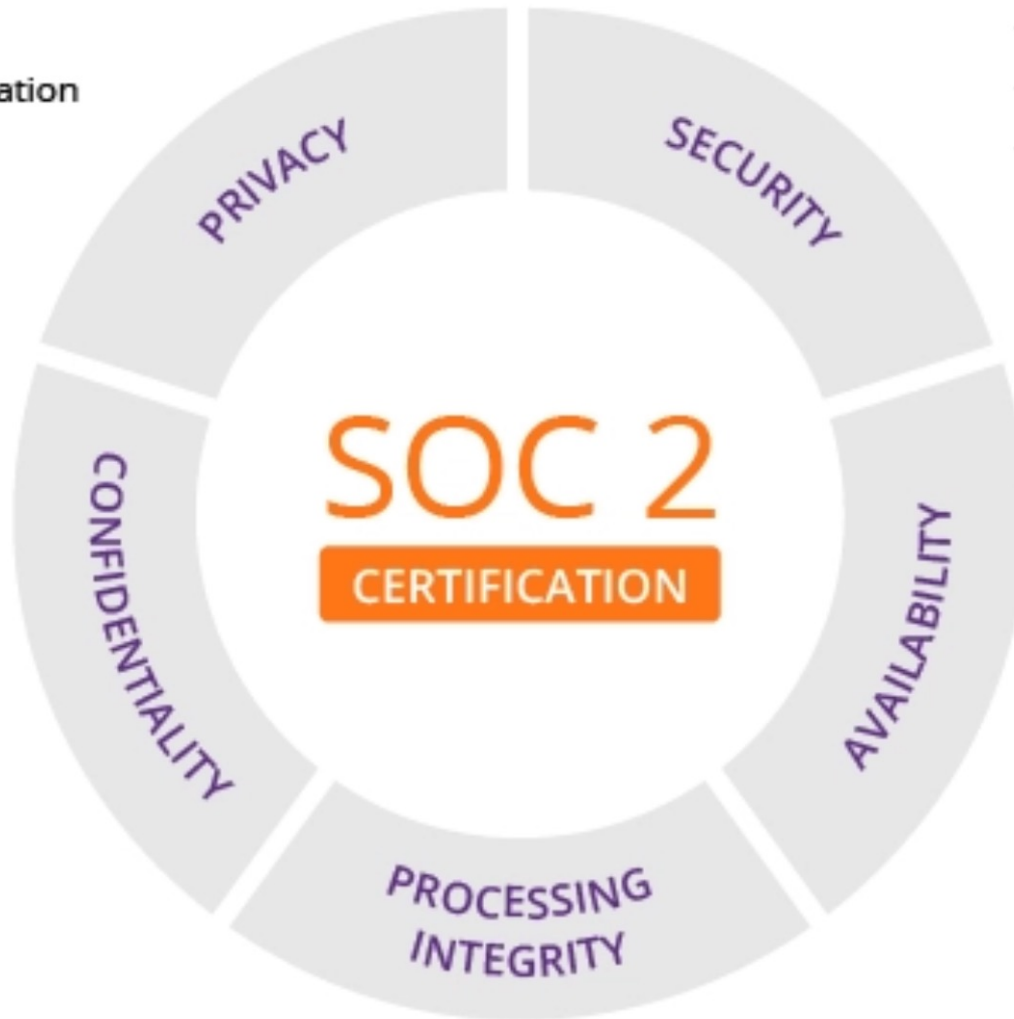 ation
PRIVACY
SECURITY
CONFIDENTIALITY
SOC 2
CERTIFICATION
AVAILABILITY
PROCESSING
INTEGRITY